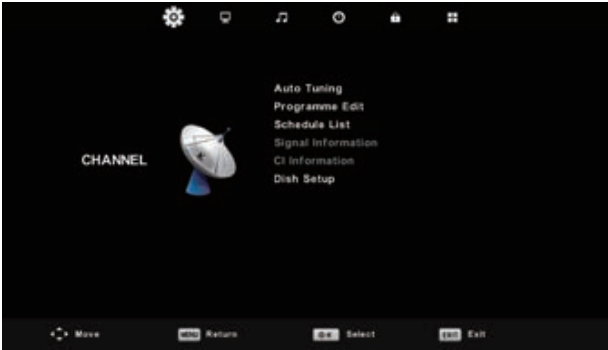 Auto Tuning
Programme Edit
Schedule List
Signal Information
CHANNEL
CI Information
Dish Setup
Move
MENU Return
OK Select
EXIT Exit